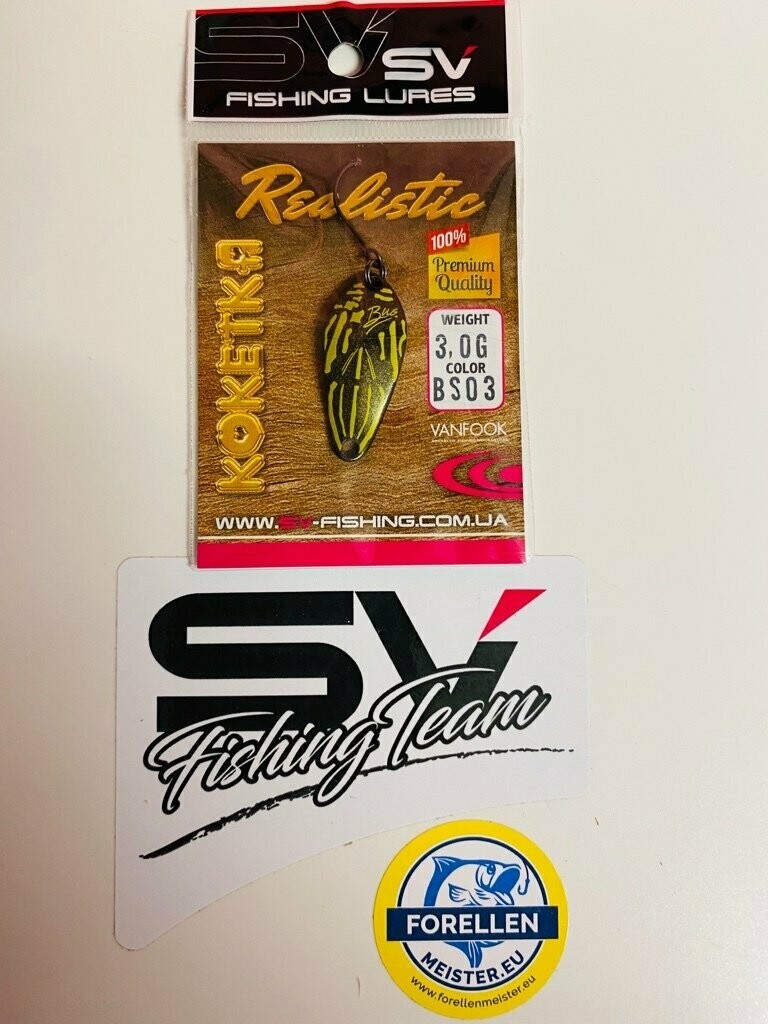 SV
SV
FISHING LURES
Realistic
KOKETKA
100%
Premium
Quality
Bug
WEIGHT
3,0G
COLOR
BS03
VANFOOK
WWW.SV-FISHING.COM.UA
SV
Fishing Team
FORELLEN
MEISTER.EU
www.forellenmeister.eu